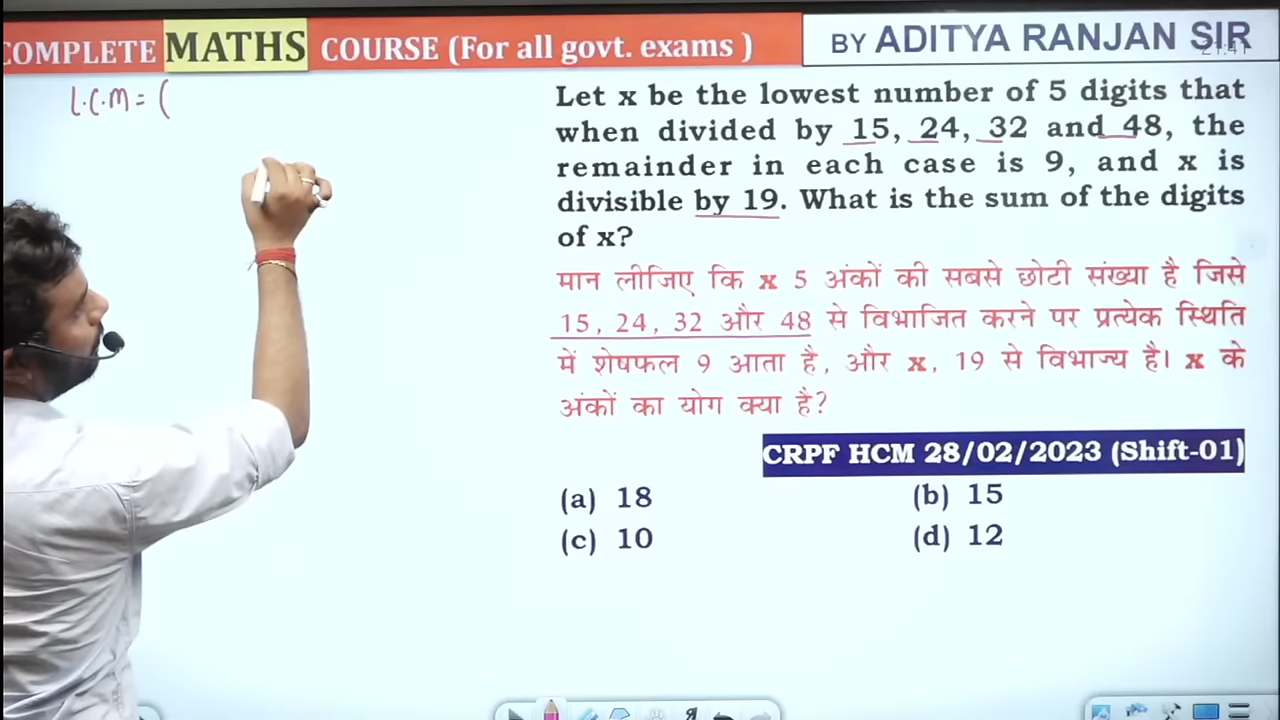 COMPLETE MATHS COURSE (For all govt. exams )
BY ADITYA RANJAN SIR
21:41
L.C.M = (
Let x be the lowest number of 5 digits that
when divided by 15, 24, 32 and 48, the
remainder in each case is 9, and x is
divisible by 19. What is the sum of the digits
of x?
मान लीजिए कि x 5 अंकों की सबसे छोटी संख्या है जिसे
15, 24, 32 और 48 से विभाजित करने पर प्रत्येक स्थिति
में शेषफल 9 आता है, और x, 19 से विभाज्य है। x के
अंकों का योग क्या है?
CRPF HCM 28/02/2023 (Shift-01)
(a) 18
(b) 15
(c) 10
(d) 12